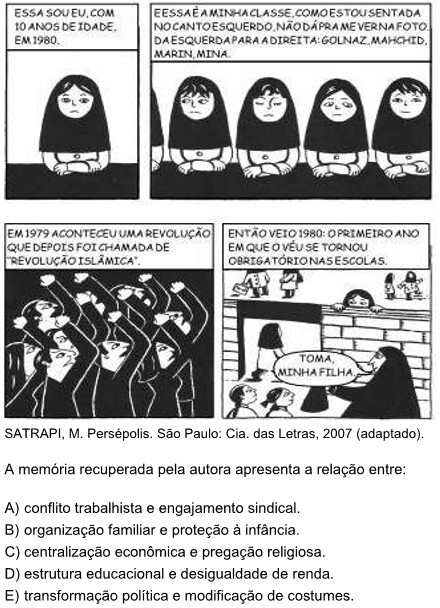 ESSA SOU EU, COM
10 ANOS DE IDADE,
EM 1980.
E ESSA É A MINHA CLASSE, COMO ESTOU SENTADA
NO CANTO ESQUERDO, NÃO DÁ PRA ME VER NA FOTO.
DA ESQUERDA PARA A DIREITA: GOLNAZ, MAHCHID,
MARIN, MINA.
EM 1979 ACONTECEU UMA REVOLUÇÃO
QUE DEPOIS FOI CHAMADA DE
"REVOLUÇÃO ISLÂMICA".
ENTÃO VEIO 1980: O PRIMEIRO ANO
EM QUE O VÉU SE TORNOU
OBRIGATÓRIO NAS ESCOLAS.
TOMA,
MINHA FILHA.
SATRAPI, M. Persépolis. São Paulo: Cia. das Letras, 2007 (adaptado).
A memória recuperada pela autora apresenta a relação entre:
A) conflito trabalhista e engajamento sindical.
B) organização familiar e proteção à infância.
C) centralização econômica e pregação religiosa.
D) estrutura educacional e desigualdade de renda.
E) transformação política e modificação de costumes.